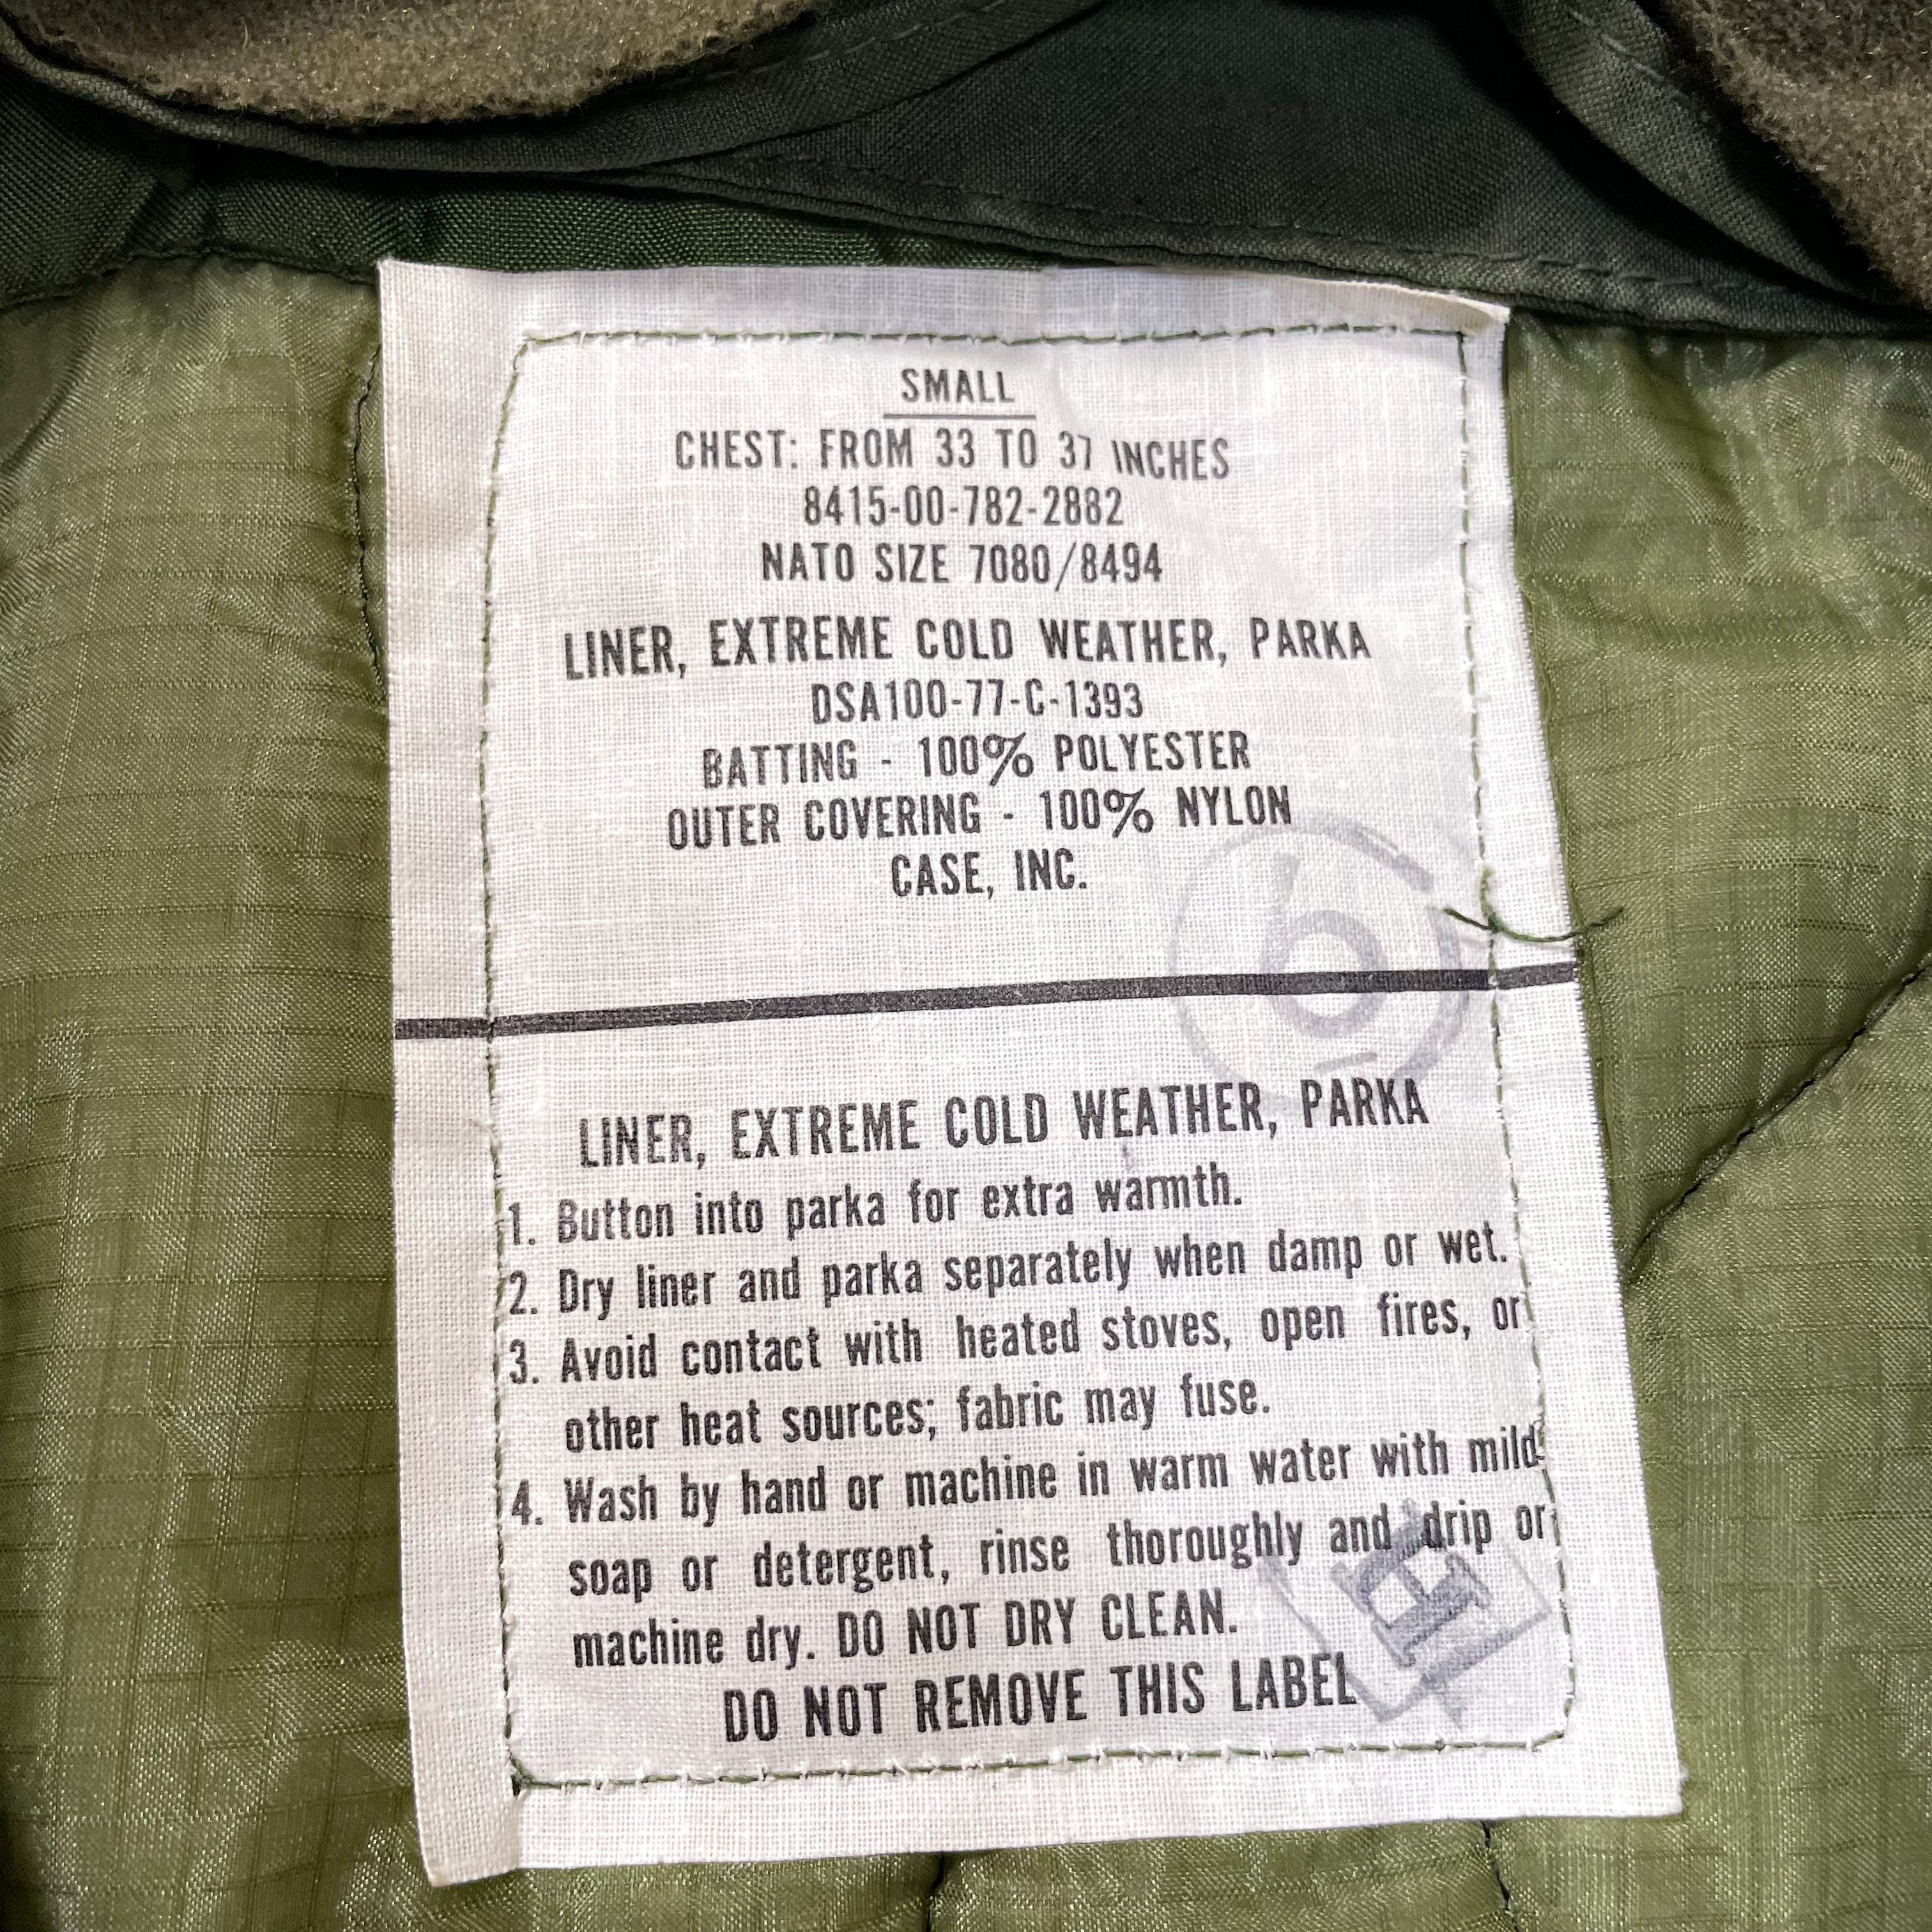 SMALL
CHEST: FROM 33 TO 37 INCHES
8415-00-782-2882
NATO SIZE 7080/8494
LINER, EXTREME COLD WEATHER, PARKA
DSA100-77-C-1393
BATTING - 100% POLYESTER
OUTER COVERING - 100% NYLON
CASE, INC.
6
LINER, EXTREME COLD WEATHER, PARKA
1. Button into parka for extra warmth.
2. Dry liner and parka separately when damp or wet.
3. Avoid contact with heated stoves, open fires, or
other heat sources; fabric may fuse.
4. Wash by hand or machine in warm water with mild
soap or detergent, rinse thoroughly and drip or
machine dry. DO NOT DRY CLEAN.
DO NOT REMOVE THIS LABEL